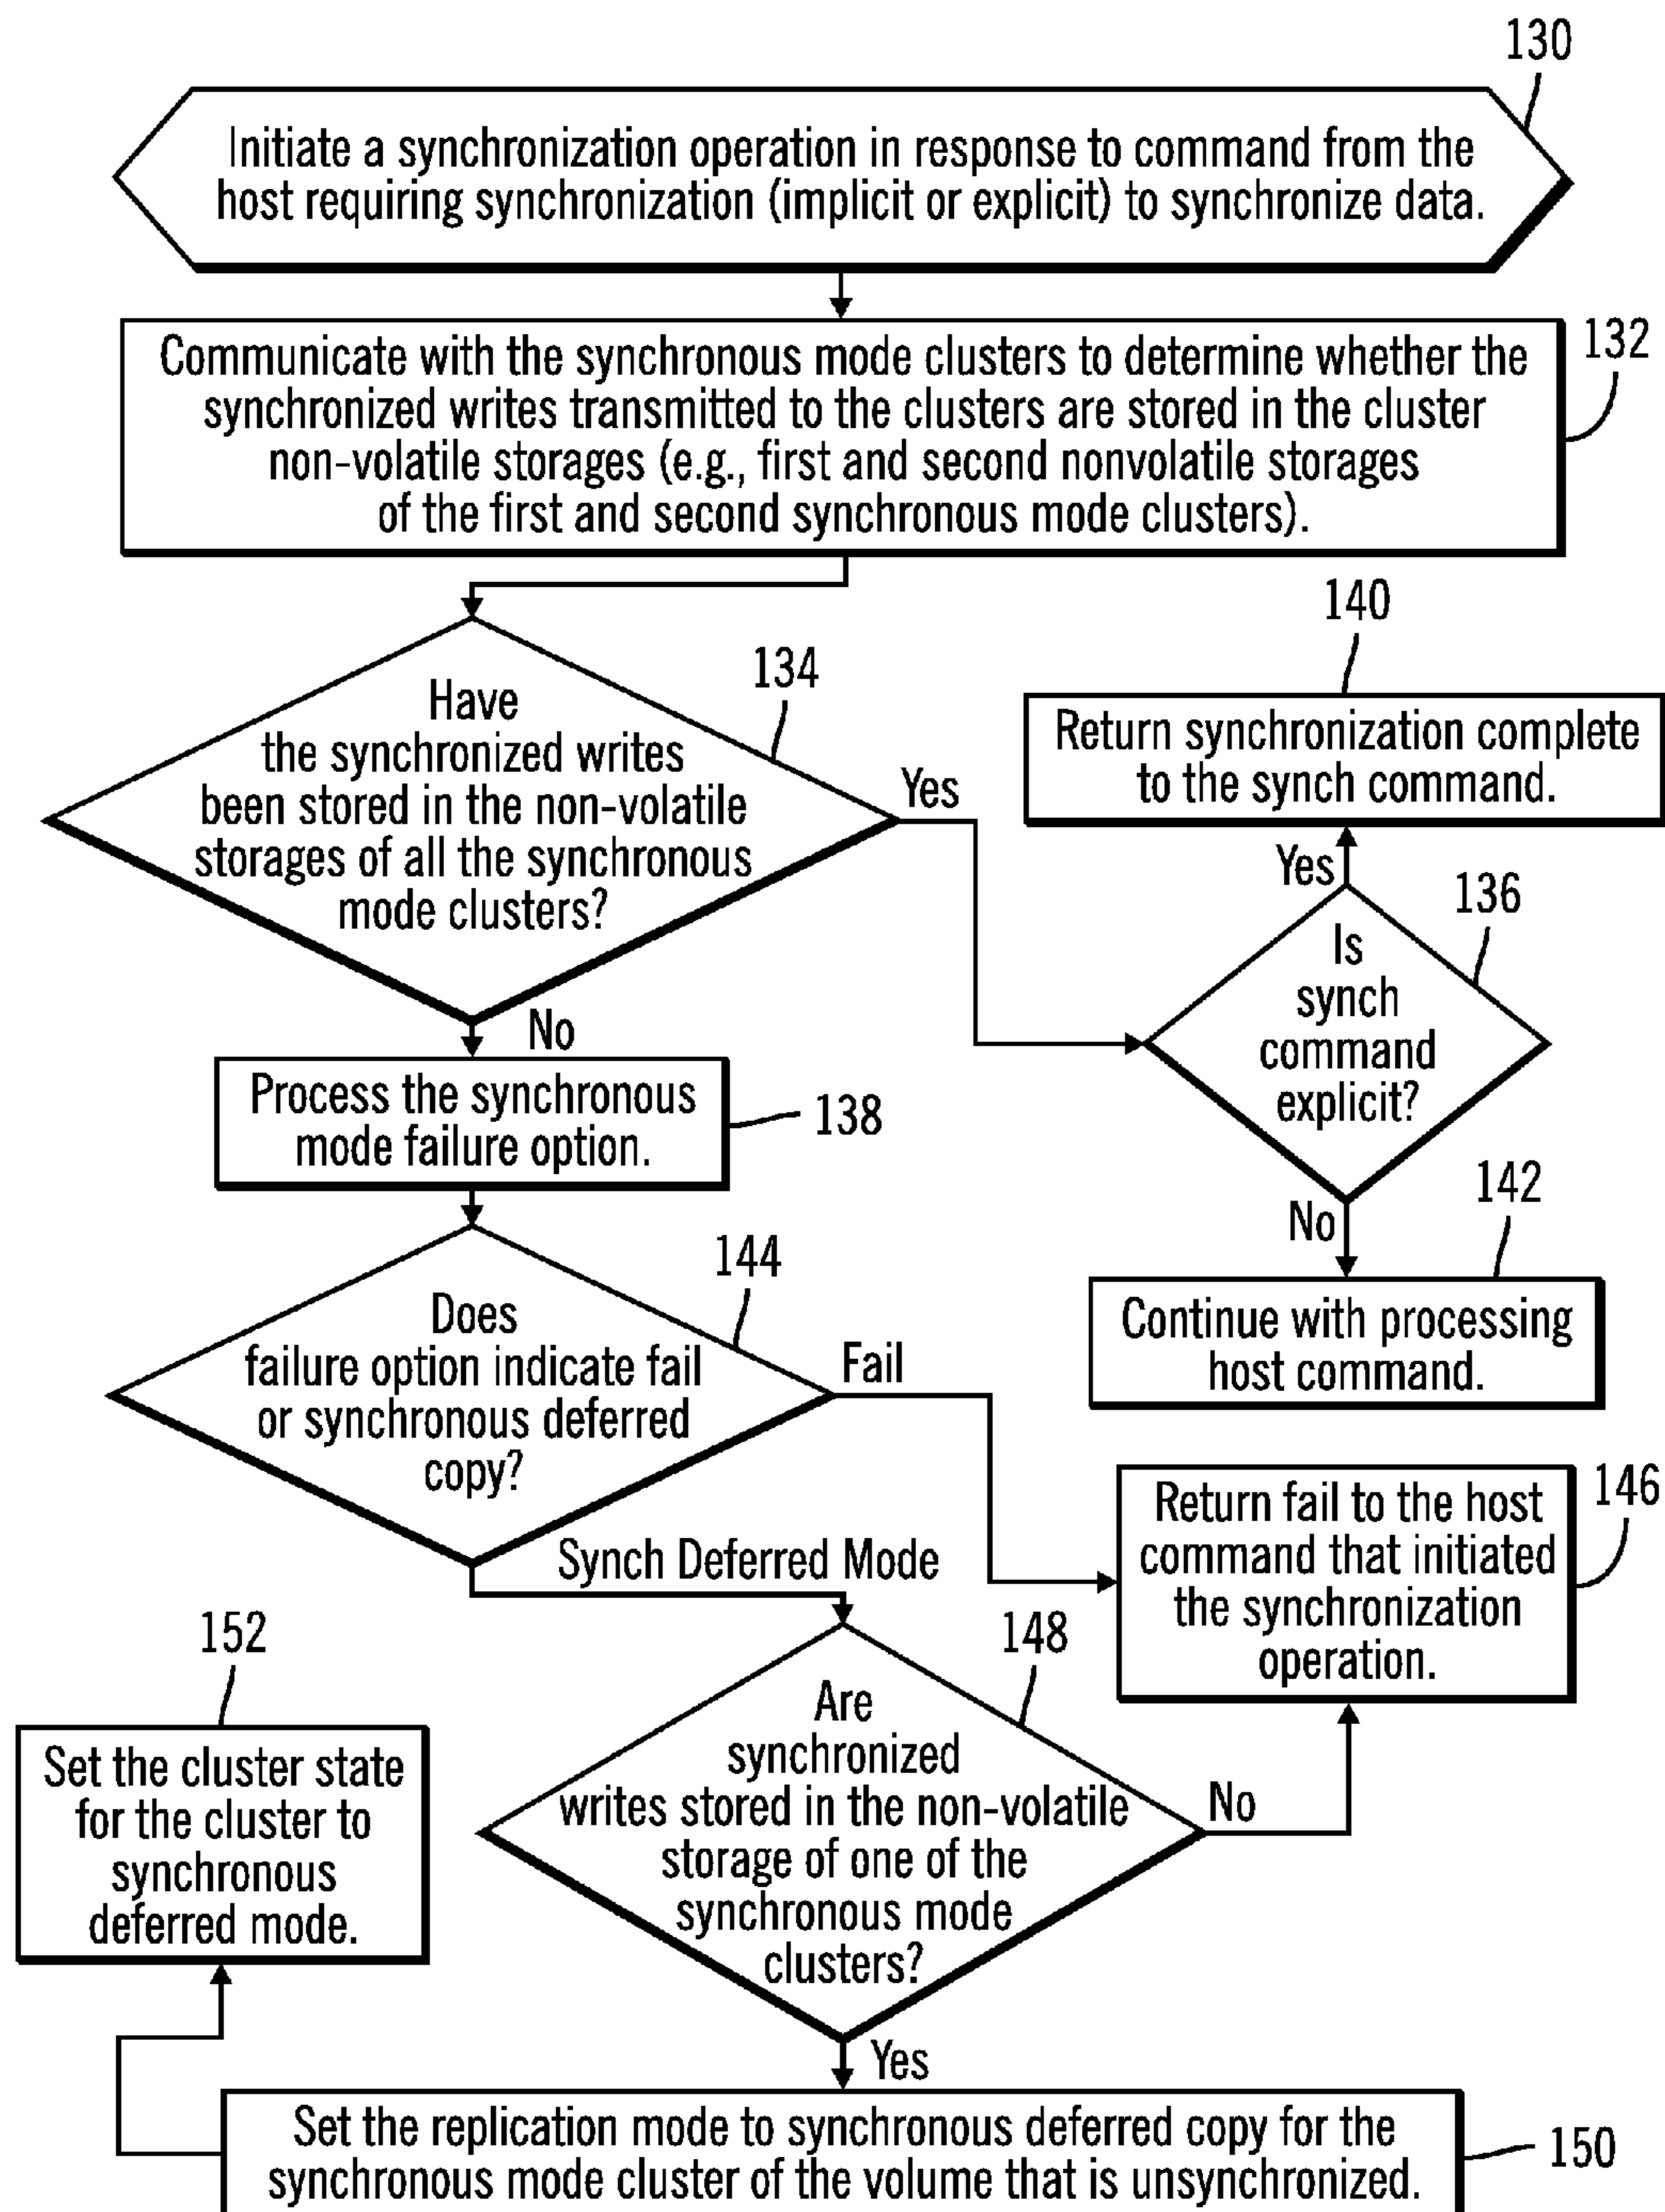 130
Initiate a synchronization operation in response to command from the
host requiring synchronization (implicit or explicit) to synchronize data.
132
Communicate with the synchronous mode clusters to determine whether the
synchronized writes transmitted to the clusters are stored in the cluster
non-volatile storages (e.g., first and second nonvolatile storages
of the first and second synchronous mode clusters).
134
Have
the synchronized writes
been stored in the non-volatile
storages of all the synchronous
mode clusters?
Yes
No
140
Return synchronization complete
to the synch command.
Yes
136
Is
synch
command
explicit?
No
142
Continue with processing
host command.
Process the synchronous
mode failure option.
138
144
Does
failure option indicate fail
or synchronous deferred
copy?
Fail
Synch Deferred Mode
146
Return fail to the host
command that initiated
the synchronization
operation.
148
Are
synchronized
writes stored in the non-volatile
storage of one of the
synchronous mode
clusters?
No
Yes
152
Set the cluster state
for the cluster to
synchronous
deferred mode.
Set the replication mode to synchronous deferred copy for the
synchronous mode cluster of the volume that is unsynchronized.
150